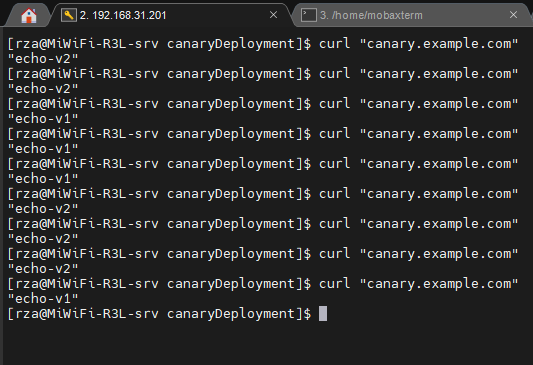 2. 192.168.31.201
3. /home/mobaxterm
[rza@MiWiFi-R3L-srv canaryDeployment]$ curl "canary.example.com"
"echo-v2"
[rza@MiWiFi-R3L-srv canaryDeployment]$ curl "canary.example.com"
"echo-v2"
[rza@MiWiFi-R3L-srv canaryDeployment]$ curl "canary.example.com"
"echo-v1"
[rza@MiWiFi-R3L-srv canaryDeployment]$ curl "canary.example.com"
"echo-v1"
[rza@MiWiFi-R3L-srv canaryDeployment]$ curl "canary.example.com"
"echo-v1"
[rza@MiWiFi-R3L-srv canaryDeployment]$ curl "canary.example.com"
"echo-v2"
[rza@MiWiFi-R3L-srv canaryDeployment]$ curl "canary.example.com"
"echo-v2"
[rza@MiWiFi-R3L-srv canaryDeployment]$ curl "canary.example.com"
"echo-v2"
[rza@MiWiFi-R3L-srv canaryDeployment]$ curl "canary.example.com"
"echo-v1"
[rza@MiWiFi-R3L-srv canaryDeployment]$